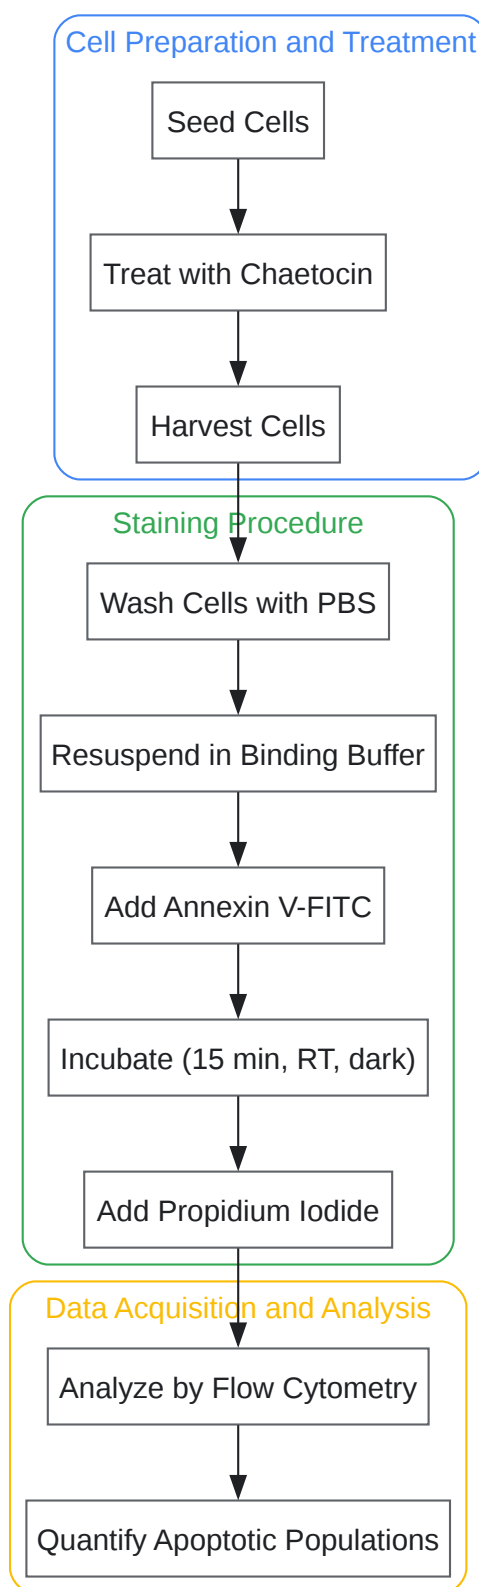 Cell Preparation and Treatment
Seed Cells
Treat with Chaetocin
Harvest Cells
Staining Procedure
Wash Cells with PBS
Resuspend in Binding Buffer
Add Annexin V-FITC
Incubate (15 min, RT, dark)
Add Propidium Iodide
Data Acquisition and Analysis
Analyze by Flow Cytometry
Quantify Apoptotic Populations